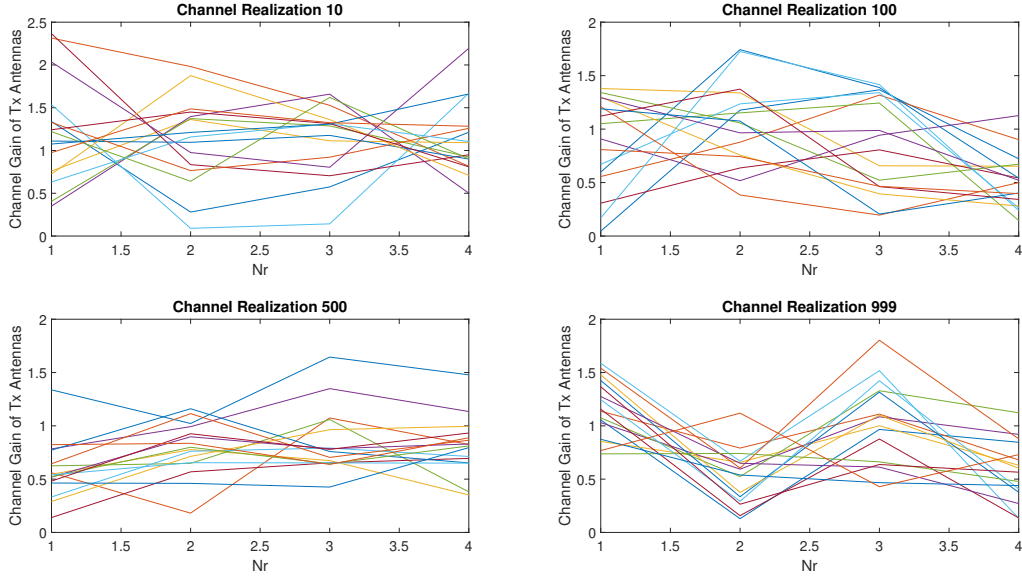 Channel Realization 10
Channel Gain of Tx Antennas
2.5
2
1.5
1
0.5
0
1 1.5 2 2.5 3 3.5 4
Nr
Channel Realization 100
Channel Gain of Tx Antennas
2
1.5
1
0.5
0
1 1.5 2 2.5 3 3.5 4
Nr
Channel Realization 500
Channel Gain of Tx Antennas
2
1.5
1
0.5
0
1 1.5 2 2.5 3 3.5 4
Nr
Channel Realization 999
Channel Gain of Tx Antennas
2
1.5
1
0.5
0
1 1.5 2 2.5 3 3.5 4
Nr